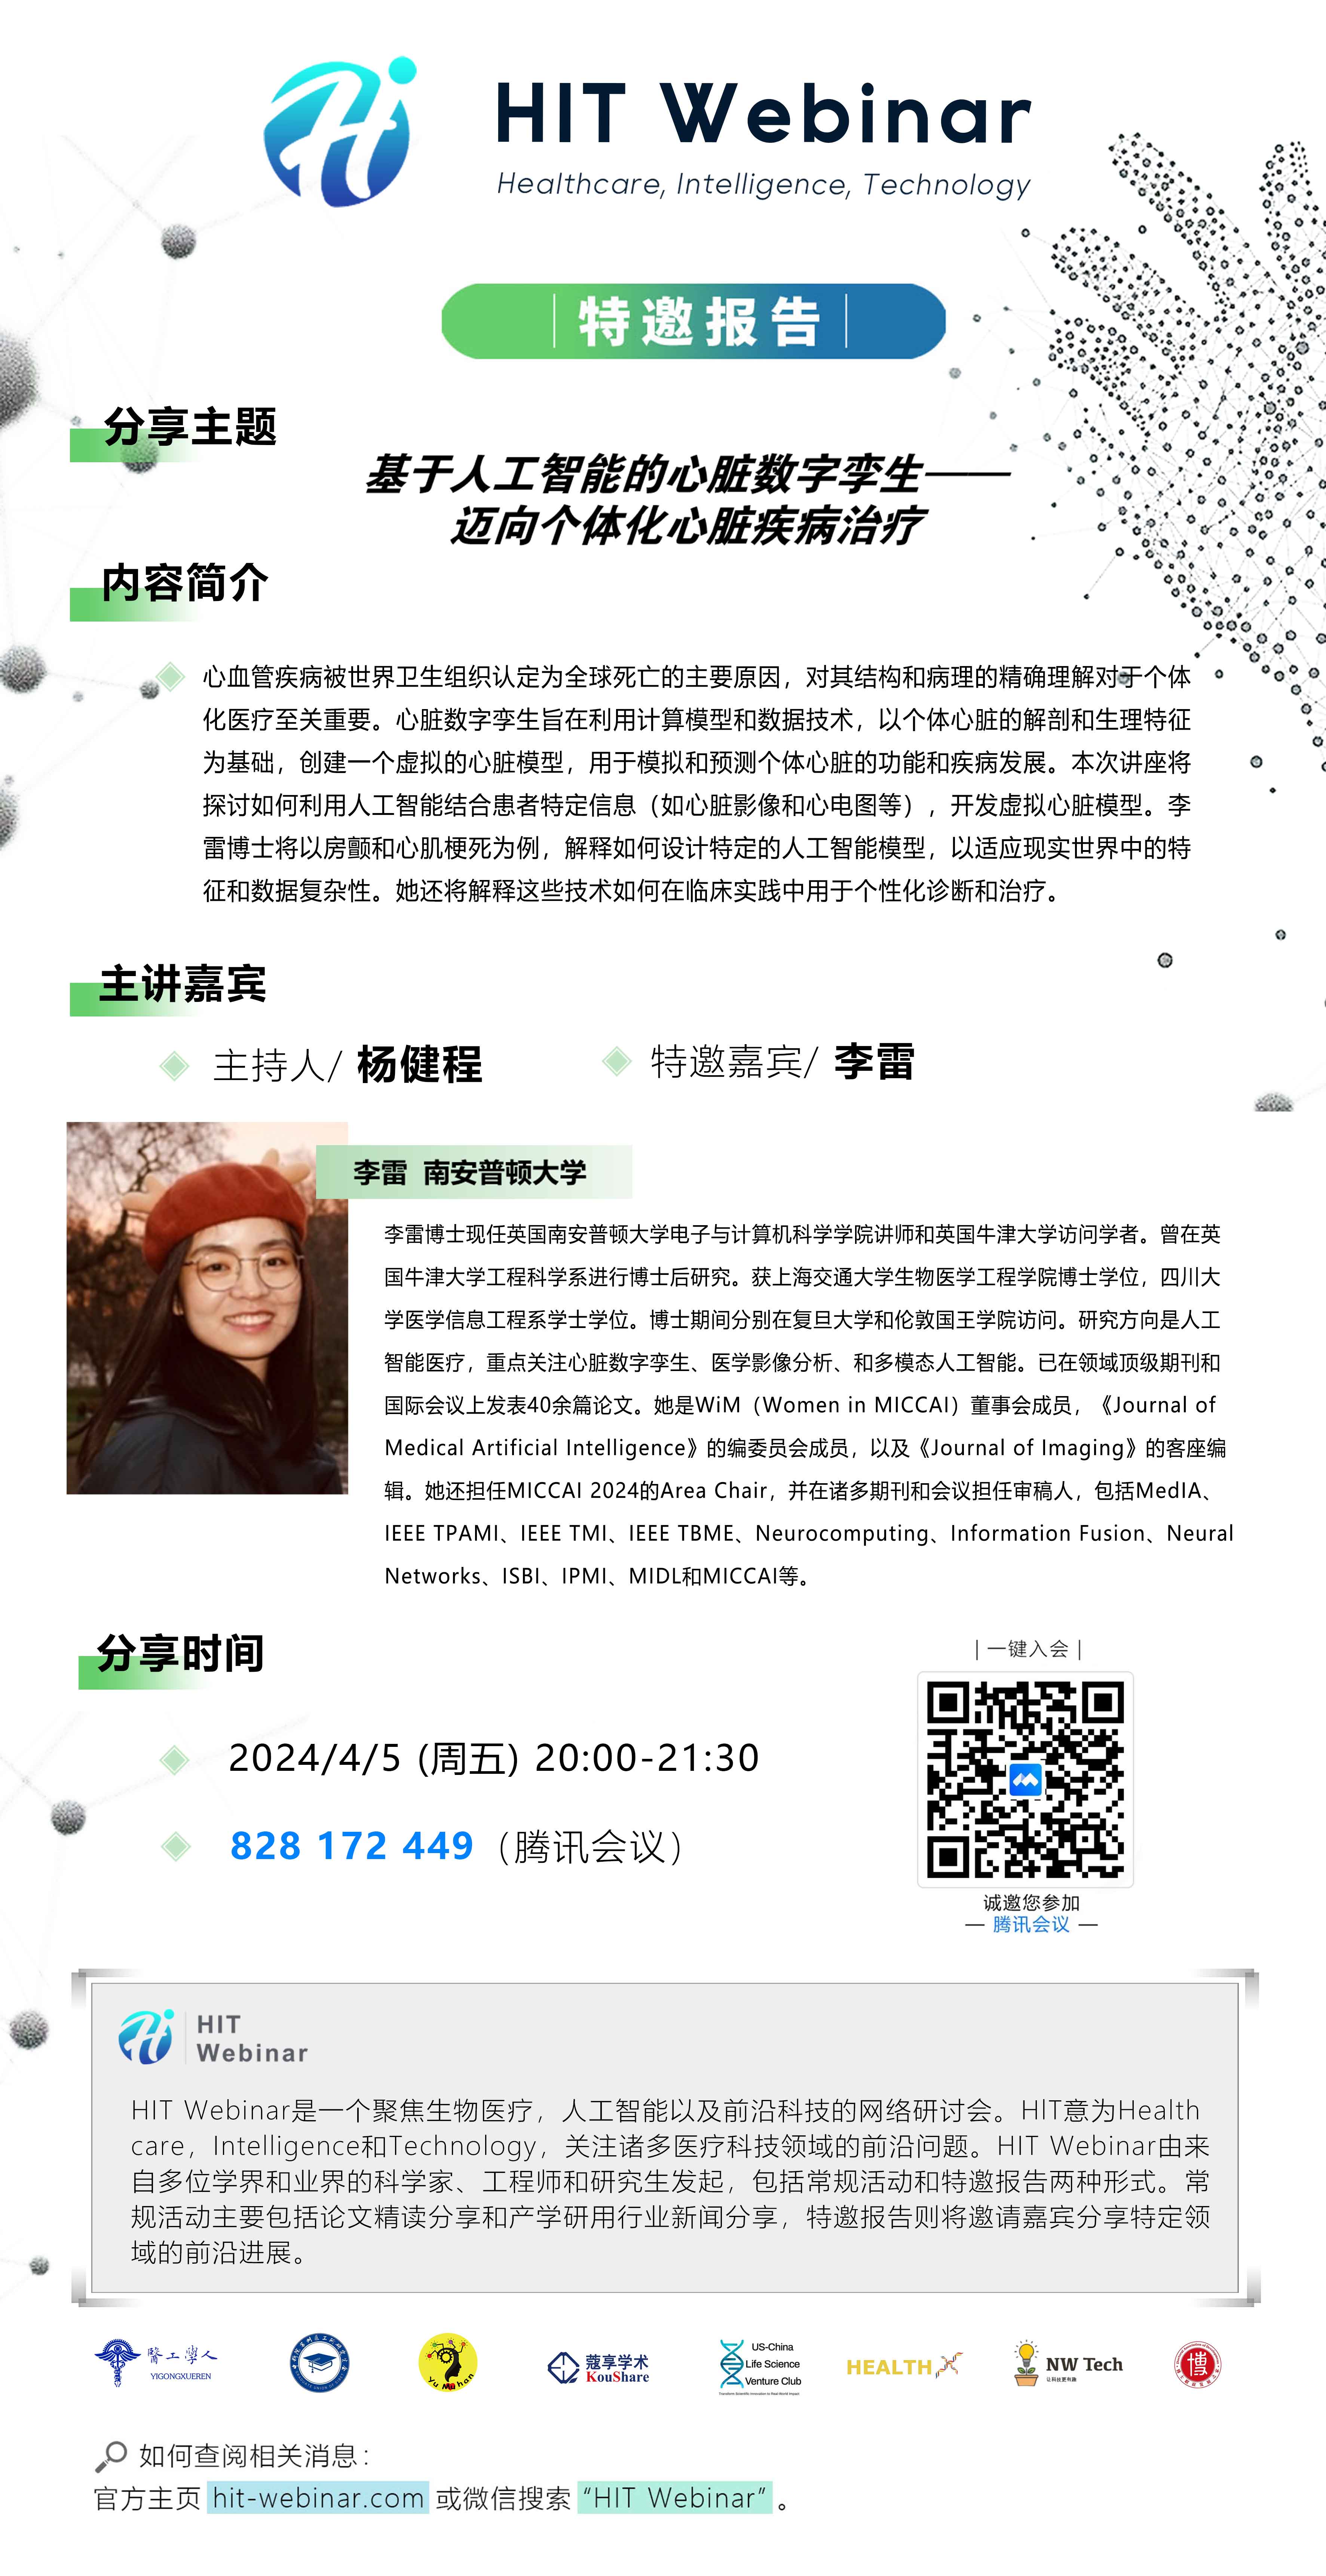 HIT Webinar
Healthcare, Intelligence, Technology
特邀报告
分享主题
基于人工智能的心脏数字孪生——
迈向个体化心脏疾病治疗
内容简介
心血管疾病被世界卫生组织认定为全球死亡的主要原因，对其结构和病理的精确理解对于个体
化医疗至关重要。心脏数字孪生旨在利用计算模型和数据技术，以个体心脏的解剖和生理特征
为基础，创建一个虚拟的心脏模型，用于模拟和预测个体心脏的功能和疾病发展。本次讲座将
探讨如何利用人工智能结合患者特定信息（如心脏影像和心电图等），开发虚拟心脏模型。李
雷博士将以房颤和心肌梗死为例，解释如何设计特定的人工智能模型，以适应现实世界中的特
征和数据复杂性。她还将解释这些技术如何在临床实践中用于个性化诊断和治疗。
主讲嘉宾
主持人/ 杨健程
特邀嘉宾/ 李雷
李雷 南安普顿大学
李雷博士现任英国南安普顿大学电子与计算机科学学院讲师和英国牛津大学访问学者。曾在英
国牛津大学工程科学系进行博士后研究。获上海交通大学生物医学工程学院博士学位，四川大
学医学信息工程系学士学位。博士期间分别在复旦大学和伦敦国王学院访问。研究方向是人工
智能医疗，重点关注心脏数字孪生、医学影像分析、和多模态人工智能。已在领域顶级期刊和
国际会议上发表40余篇论文。她是WiM（Women in MICCAI）董事会成员，《Journal of
Medical Artificial Intelligence》的编委员会成员，以及《Journal of Imaging》的客座编
辑。她还担任MICCAI 2024的Area Chair，并在诸多期刊和会议担任审稿人，包括MedIA、
IEEE TPAMI、IEEE TMI、IEEE TBME、Neurocomputing、Information Fusion、Neural
Networks、ISBI、IPMI、MIDL和MICCAI等。
分享时间
2024/4/5 (周五) 20:00-21:30
828 172 449（腾讯会议）
| 一键入会 |
诚邀您参加
— 腾讯会议 —
HIT
Webinar
HIT Webinar是一个聚焦生物医疗，人工智能以及前沿科技的网络研讨会。HIT意为Health
care，Intelligence和Technology，关注诸多医疗科技领域的前沿问题。HIT Webinar由来
自多位学界和业界的科学家、工程师和研究生发起，包括常规活动和特邀报告两种形式。常
规活动主要包括论文精读分享和产学研用行业新闻分享，特邀报告则将邀请嘉宾分享特定领
域的前沿进展。
醫工學人
YIGONGXUEREN
Yu Ni han
蔻享学术
KouShare
US-China
Life Science
Venture Club
HEALTH
NW Tech
让科技更有趣
博
如何查阅相关消息：
官方主页 hit-webinar.com 或微信搜索 “HIT Webinar” 。